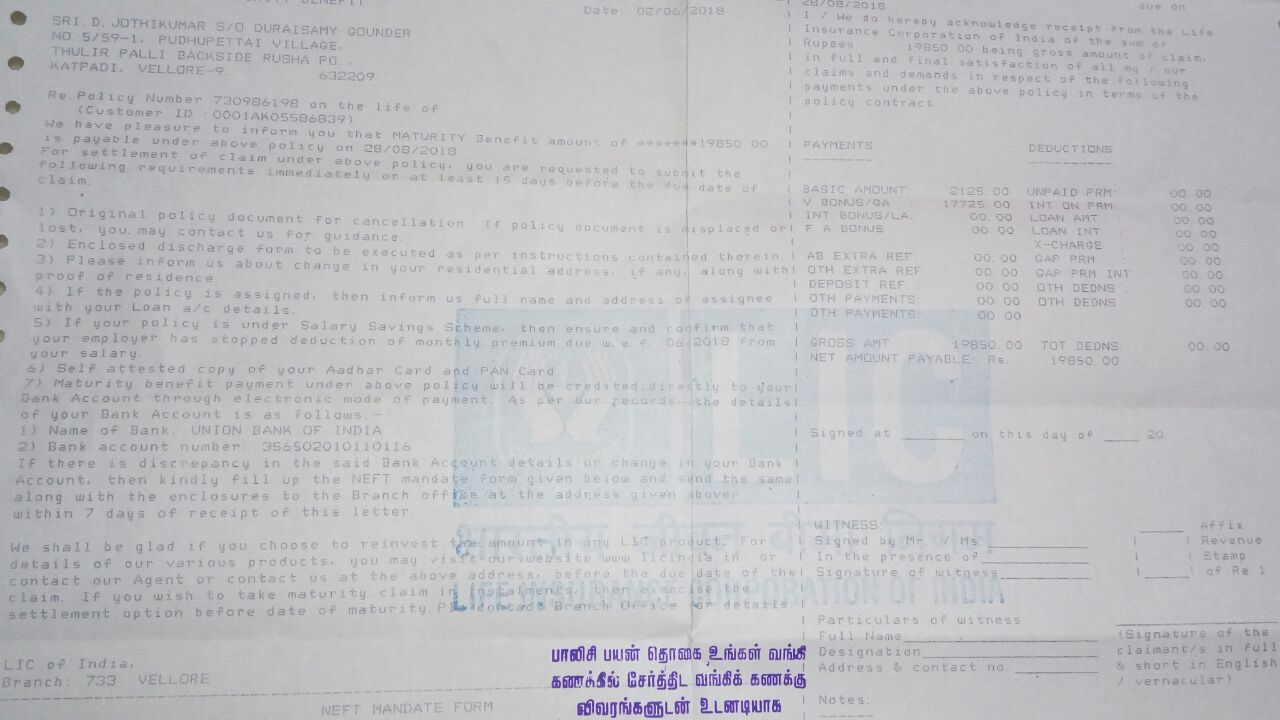 BENEFIT
Date: 02/06/2018
SRI. D. JOTHIKUMAR S/O DURAISAMY GOUNDER
NO. 5/59-1, PUDHUPETTAI VILLAGE,
THULIR PALLI BACKSIDE RUSHA PO.,
KATPADI, VELLORE-9. 632209
Re:Policy Number 730986198 on the life of
(Customer ID :0001AK05586839)
We have pleasure to inform you that MATURITY Benefit amount of *******19850.00
is payable under above policy on 28/08/2018.
For settlement of claim under above policy, you are requested to submit the
following requirements immediately or at least 15 days before the due date of
claim.
1) Original policy document for cancellation. If policy document is displaced or
lost, you may contact us for guidance.
2) Enclosed discharge form to be executed as per instructions contained therein
3) Please inform us about change in your residential address, if any, along with
proof of residence.
4) If the policy is assigned, then inform us full name and address of assignee
with your Loan a/c details.
5) If your policy is under Salary Savings Scheme, then ensure and confirm that
your employer has stopped deduction of monthly premium due w.e.f. 06/2018 from
your salary.
6) Self attested copy of your Aadhar Card and PAN Card.
7) Maturity benefit payment under above policy will be credited directly to your
Bank Account through electronic mode of payment. As per our records the details
of your Bank Account is as follows:-
1) Name of Bank: UNION BANK OF INDIA
2) Bank account number: 356502010110116
If there is discrepancy in the said Bank Account details or change in your Bank
Account, then kindly fill up the NEFT mandate form given below and send the same
along with the enclosures to the Branch office at the address given above,
within 7 days of receipt of this letter.
We shall be glad if you choose to reinvest the amount in any LIC product. For
details of our various products, you may visit our website www.licindia.in or
contact our Agent or contact us at the above address, before the due date of the
claim. If you wish to take maturity claim in instalments, then exercise the
settlement option before date of maturity. Pl. contact Branch Office for details.
LIC of India,
Branch: 733 VELLORE
NEFT MANDATE FORM
பாலிசி பயன் தொகை உங்கள் வங்கி
கணக்கில் சேர்த்திட வங்கிக் கணக்கு
விவரங்களுடன் உடனடியாக
LIC
भारतीय जीवन बीमा निगम
LIFE INSURANCE CORPORATION OF INDIA
28/08/2018. due on
I / We do hereby acknowledge receipt from the Life
Insurance Corporation of India of the sum of
Rupees 19850.00 being gross amount of claim,
in full and final satisfaction of all my / our
claims and demands in respect of the following
payments under the above policy in terms of the
policy contract.
PAYMENTS DEDUCTIONS
BASIC AMOUNT: 2125.00 UNPAID PRM: 00.00
V.BONUS/GA : 17725.00 INT ON PRM: 00.00
INT.BONUS/LA: 00.00 LOAN AMT : 00.00
F A BONUS : 00.00 LOAN INT : 00.00
X-CHARGE : 00.00
AB EXTRA REF: 00.00 GAP PRM : 00.00
OTH EXTRA REF 00.00 GAP PRM INT 00.00
DEPOSIT REF : 00.00 OTH DEDNS : 00.00
OTH PAYMENTS: 00.00 OTH DEDNS : 00.00
OTH PAYMENTS: 00.00
GROSS AMT 19850.00 TOT DEDNS: 00.00
NET AMOUNT PAYABLE: Rs. 19850.00
Signed at ______ on this day of ____ 20
WITNESS:
Signed by Mr. / Ms
In the presence of
Signature of witness
Affix
Revenue
Stamp
of Re.1
Particulars of witness
Full Name
Designation
Address & contact no.
(Signature of the
claimant/s in full
& short in English
/ vernacular)
Notes: